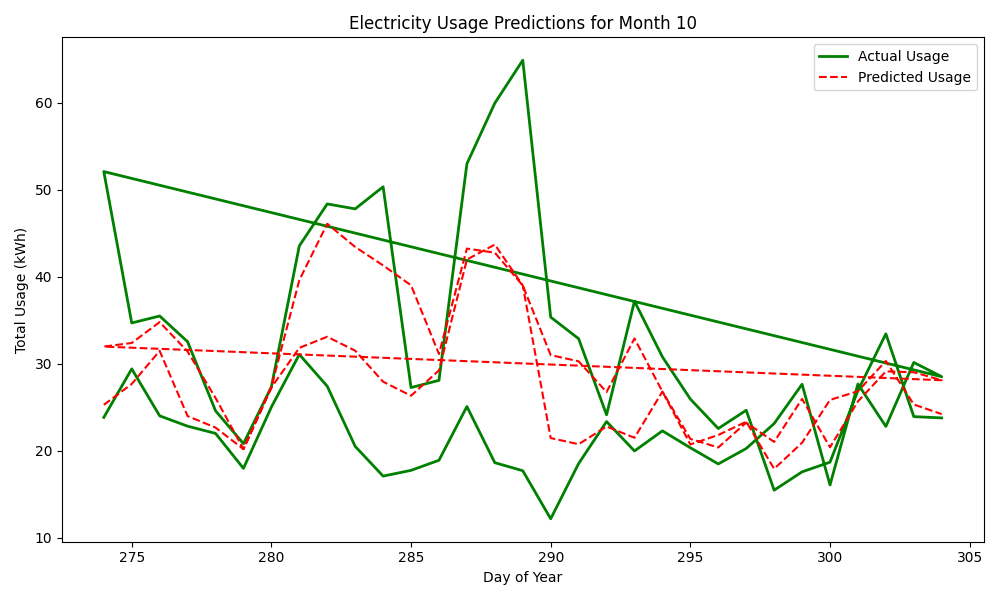 Electricity Usage Predictions for Month 10
Actual Usage
Predicted Usage
Total Usage (kWh)
60
50
40
30
20
10
275
280
285
290
295
300
305
Day of Year